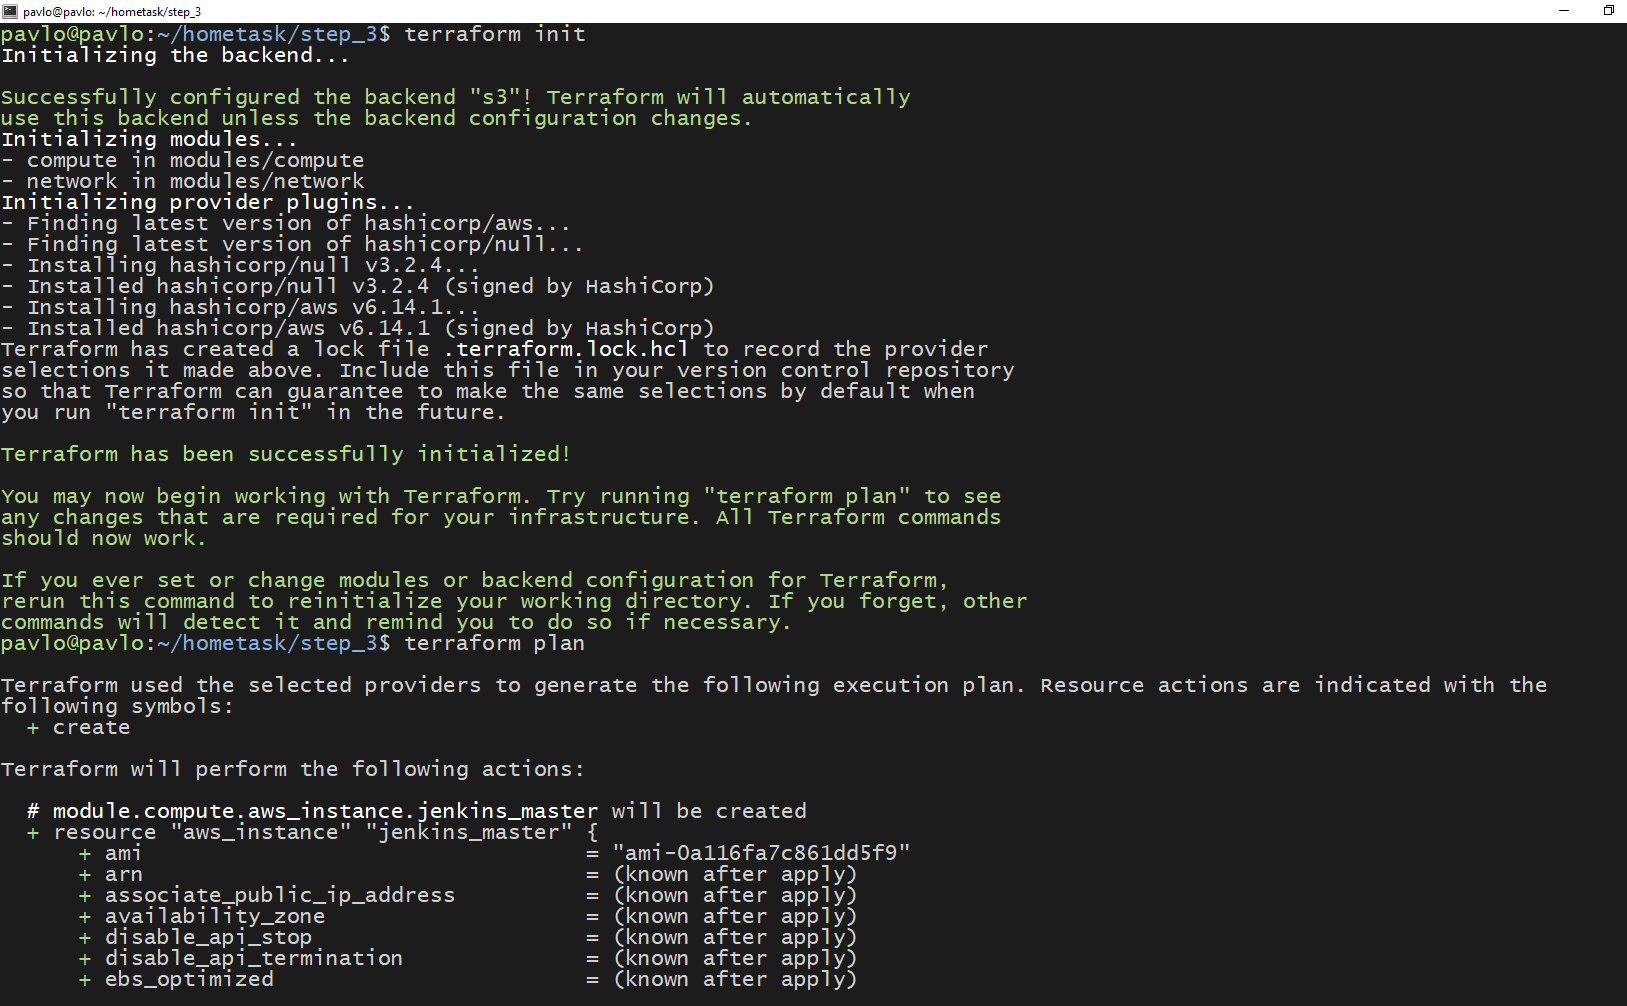 pavlo@pavlo: ~/hometask/step_3
pavlo@pavlo:~/hometask/step_3$ terraform init
Initializing the backend...
Successfully configured the backend "s3"! Terraform will automatically
use this backend unless the backend configuration changes.
Initializing modules...
- compute in modules/compute
- network in modules/network
Initializing provider plugins...
- Finding latest version of hashicorp/aws...
- Finding latest version of hashicorp/null...
- Installing hashicorp/null v3.2.4...
- Installed hashicorp/null v3.2.4 (signed by HashiCorp)
- Installing hashicorp/aws v6.14.1...
- Installed hashicorp/aws v6.14.1 (signed by HashiCorp)
Terraform has created a lock file .terraform.lock.hcl to record the provider
selections it made above. Include this file in your version control repository
so that Terraform can guarantee to make the same selections by default when
you run "terraform init" in the future.
Terraform has been successfully initialized!
You may now begin working with Terraform. Try running "terraform plan" to see
any changes that are required for your infrastructure. All Terraform commands
should now work.
If you ever set or change modules or backend configuration for Terraform,
rerun this command to reinitialize your working directory. If you forget, other
commands will detect it and remind you to do so if necessary.
pavlo@pavlo:~/hometask/step_3$ terraform plan
Terraform used the selected providers to generate the following execution plan. Resource actions are indicated with the
following symbols:
  + create
Terraform will perform the following actions:
  # module.compute.aws_instance.jenkins_master will be created
  + resource "aws_instance" "jenkins_master" {
      + ami                                  = "ami-0a116fa7c861dd5f9"
      + arn                                  = (known after apply)
      + associate_public_ip_address          = (known after apply)
      + availability_zone                    = (known after apply)
      + disable_api_stop                     = (known after apply)
      + disable_api_termination              = (known after apply)
      + ebs_optimized                        = (known after apply)